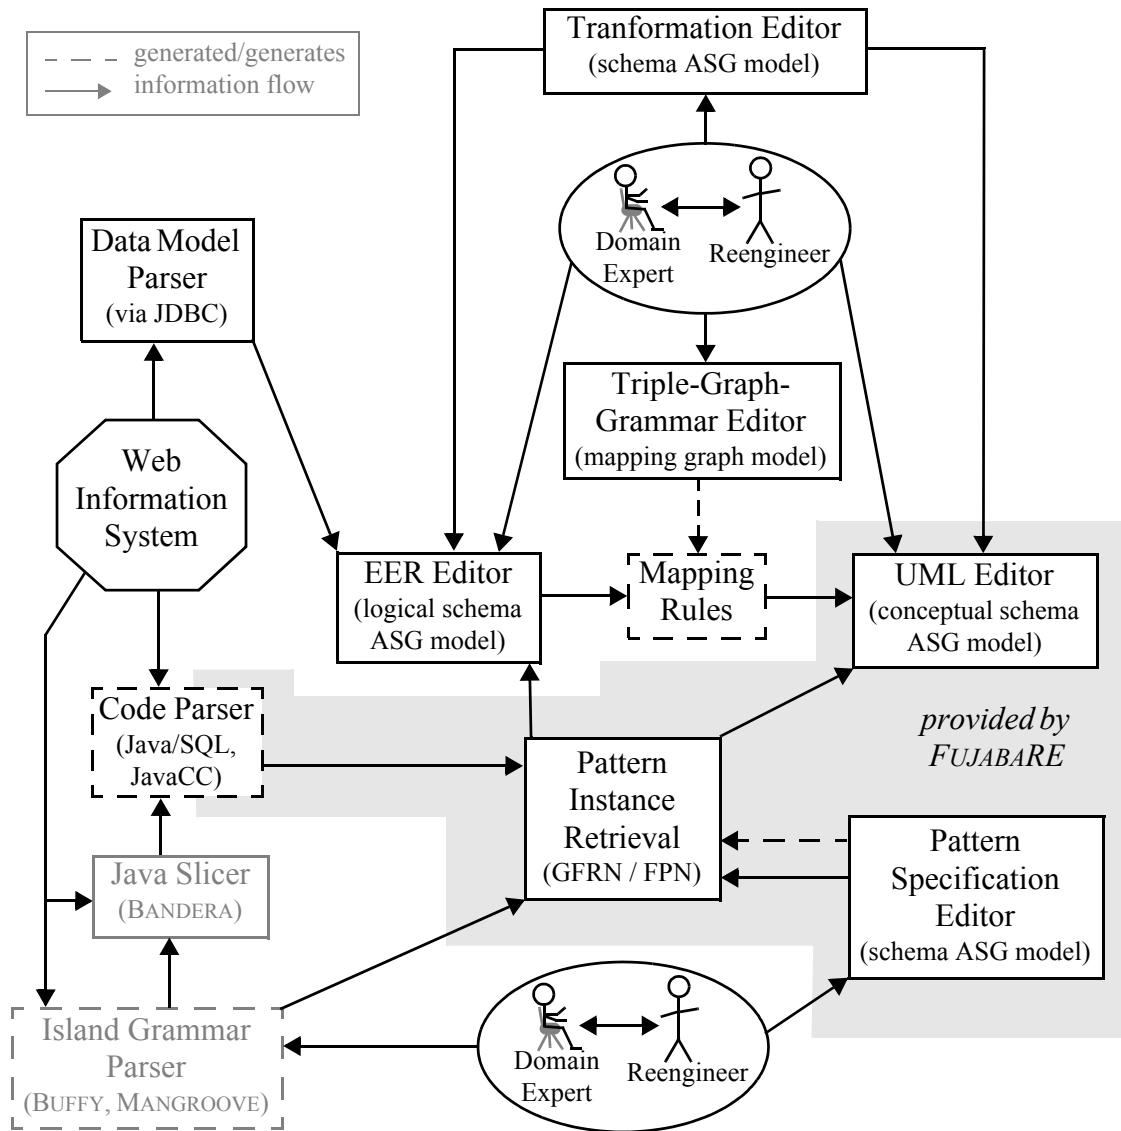 Tranformation Editor
(schema ASG model)
generated/generates
information flow
Domain
Expert
Reengineer
Data Model
Parser
(via JDBC)
Triple-Graph-
Grammar Editor
(mapping graph model)
Web
Information
System
EER Editor
(logical schema
ASG model)
Mapping
Rules
UML Editor
(conceptual schema
ASG model)
Code Parser
(Java/SQL,
JavaCC)
provided by
FUJABARE
Pattern
Instance
Retrieval
(GFRN / FPN)
Pattern
Specification
Editor
(schema ASG model)
Java Slicer
(BANDERA)
Island Grammar
Parser
(BUFFY, MANGROOVE)
Domain
Expert
Reengineer